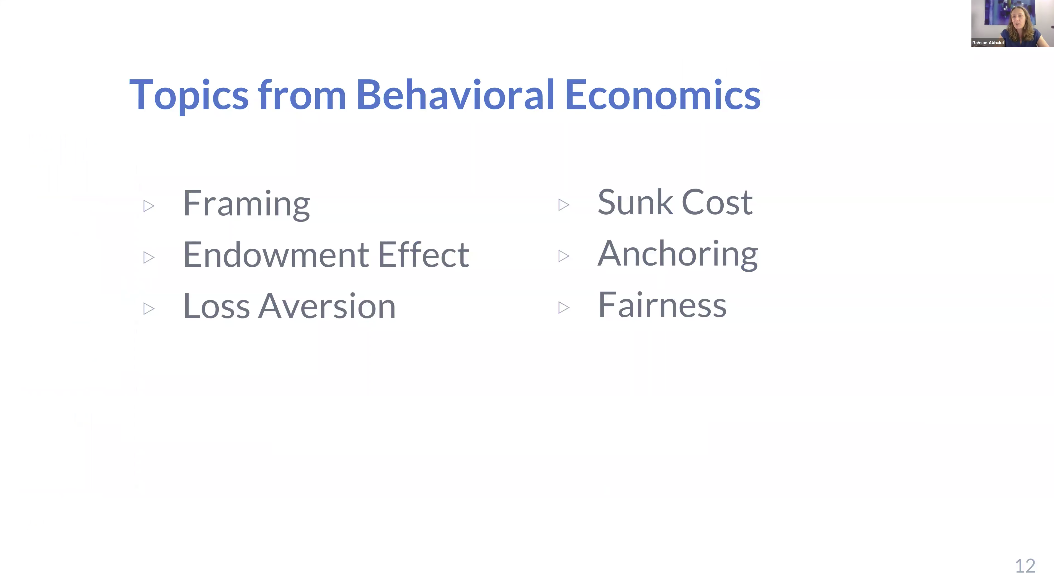 Topics from Behavioral Economics
Framing
Endowment Effect
Loss Aversion
Sunk Cost
Anchoring
Fairness
12